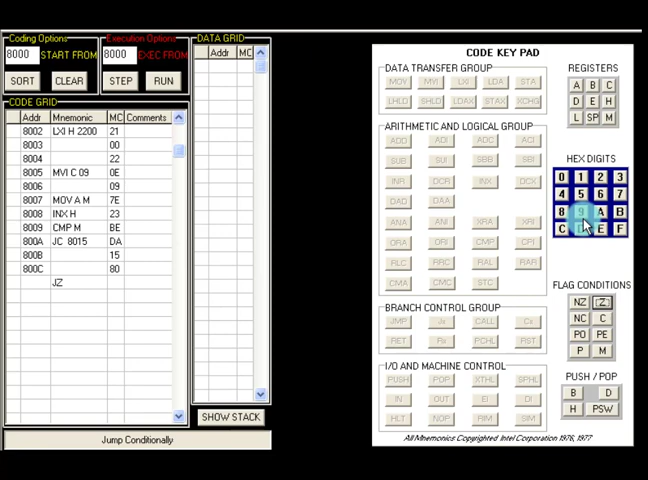 Coding Options
8000 START FROM
SORT CLEAR
Execution Options
8000 EXEC FROM
STEP RUN
CODE GRID
Addr Mnemonic MC Comments
8002 LXI H 2200 21
8003 00
8004 22
8005 MVI C 09 0E
8006 09
8007 MOV A M 7E
8008 INX H 23
8009 CMP M BE
800A JC 8015 DA
800B 15
800C 80
JZ
Jump Conditionally
DATA GRID
Addr MC
SHOW STACK
CODE KEY PAD
DATA TRANSFER GROUP
MOV MVI LXI LDA STA
LHLD SHLD LDAX STAX XCHG
ARITHMETIC AND LOGICAL GROUP
ADD ADI ADC ACI
SUB SUI SBB SBI
INR DCR INX DCX
DAD DAA
ANA ANI XRA XRI
ORA ORI CMP CPI
RLC RRC RAL RAR
CMA CMC STC
BRANCH CONTROL GROUP
JMP Jx CALL Cx
RET Rx PCHL RST
I/O AND MACHINE CONTROL
PUSH POP XTHL SPHL
IN OUT EI DI
HLT NOP RIM SIM
REGISTERS
A B C
D E H
L SP M
HEX DIGITS
0 1 2 3
4 5 6 7
8 9 A B
C D E F
FLAG CONDITIONS
NZ Z
NC C
PO PE
P M
PUSH / POP
B D
H PSW
All Mnemonics Copyrighted Intel Corporation 1976, 1977